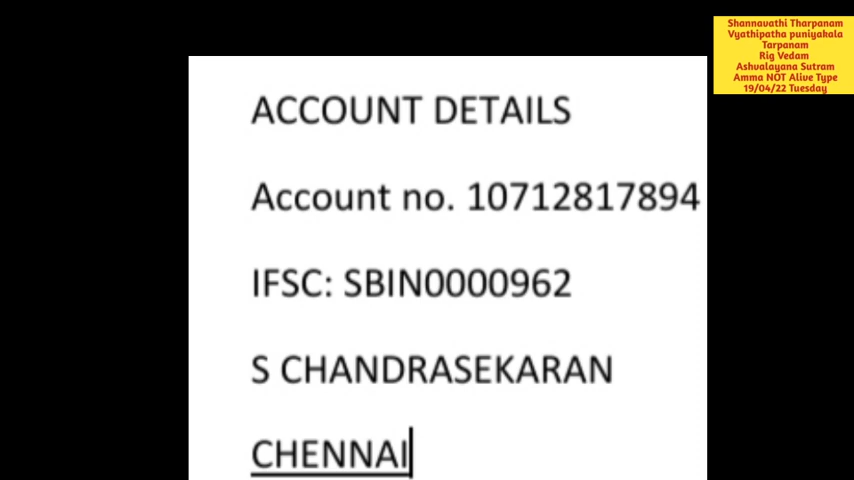 Shannavathi Tharpanam
Vyathipatha puniyakala
Tarpanam
Rig Vedam
Ashvalayana Sutram
Amma NOT Alive Type
19/04/22 Tuesday
ACCOUNT DETAILS
Account no. 10712817894
IFSC: SBIN0000962
S CHANDRASEKARAN
CHENNAI